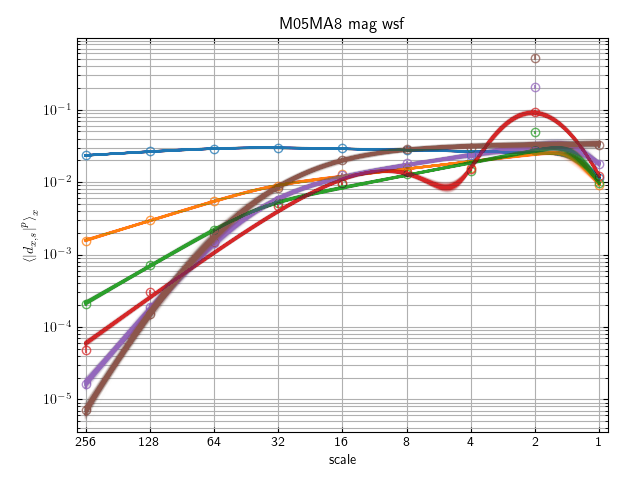 M05MA8 mag wsf
⟨|d_{x,s}|^p⟩_x
10^{-1}
10^{-2}
10^{-3}
10^{-4}
10^{-5}
256 128 64 32 16 8 4 2 1
scale